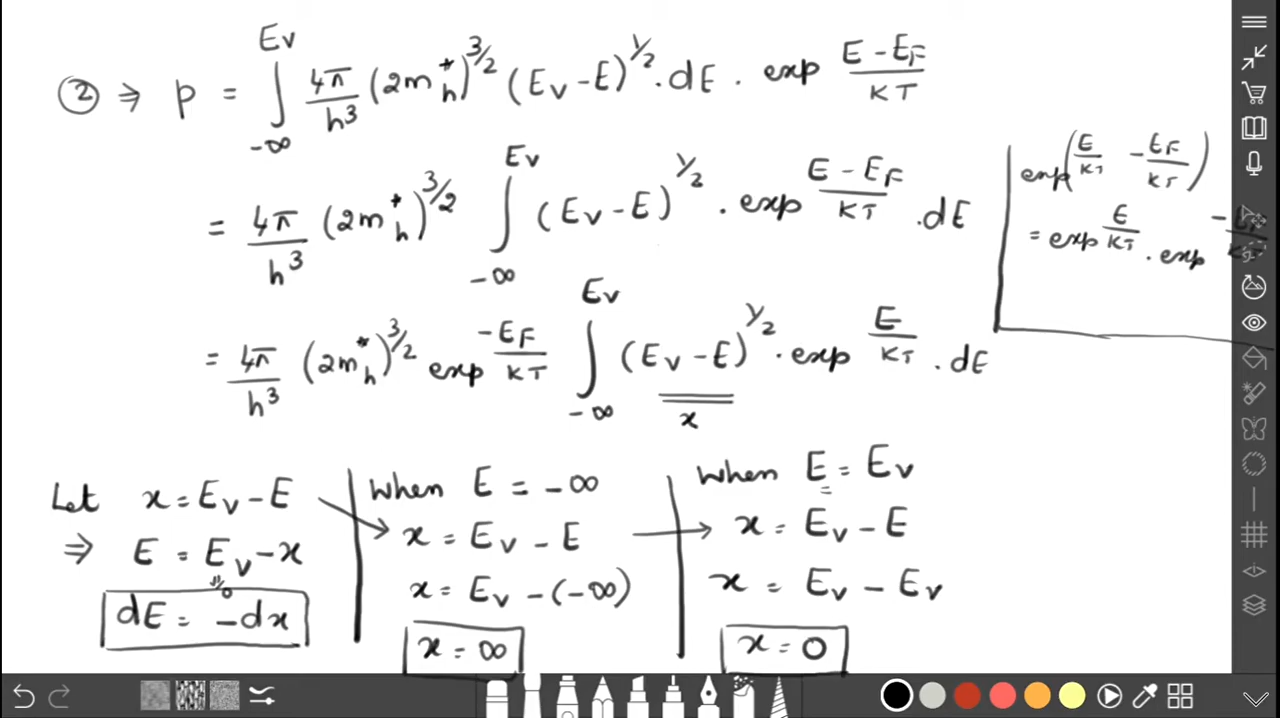 ② ⇒ p = ∫_{-∞}^{Ev} 4π/h³ (2m*h)^{3/2} (Ev - E)^{1/2} . dE . exp (E - EF)/KT
= 4π/h³ (2m*h)^{3/2} ∫_{-∞}^{Ev} (Ev - E)^{1/2} . exp (E - EF)/KT . dE
exp(E/KT - EF/KT)
= exp E/KT . exp -EF/KT
= 4π/h³ (2m*h)^{3/2} exp -EF/KT ∫_{-∞}^{Ev} (Ev - E)^{1/2} . exp E/KT . dE
x
Let x = Ev - E
⇒ E = Ev - x
dE = -dx
When E = -∞
x = Ev - E
x = Ev - (-∞)
x = ∞
When E = Ev
x = Ev - E
x = Ev - Ev
x = 0